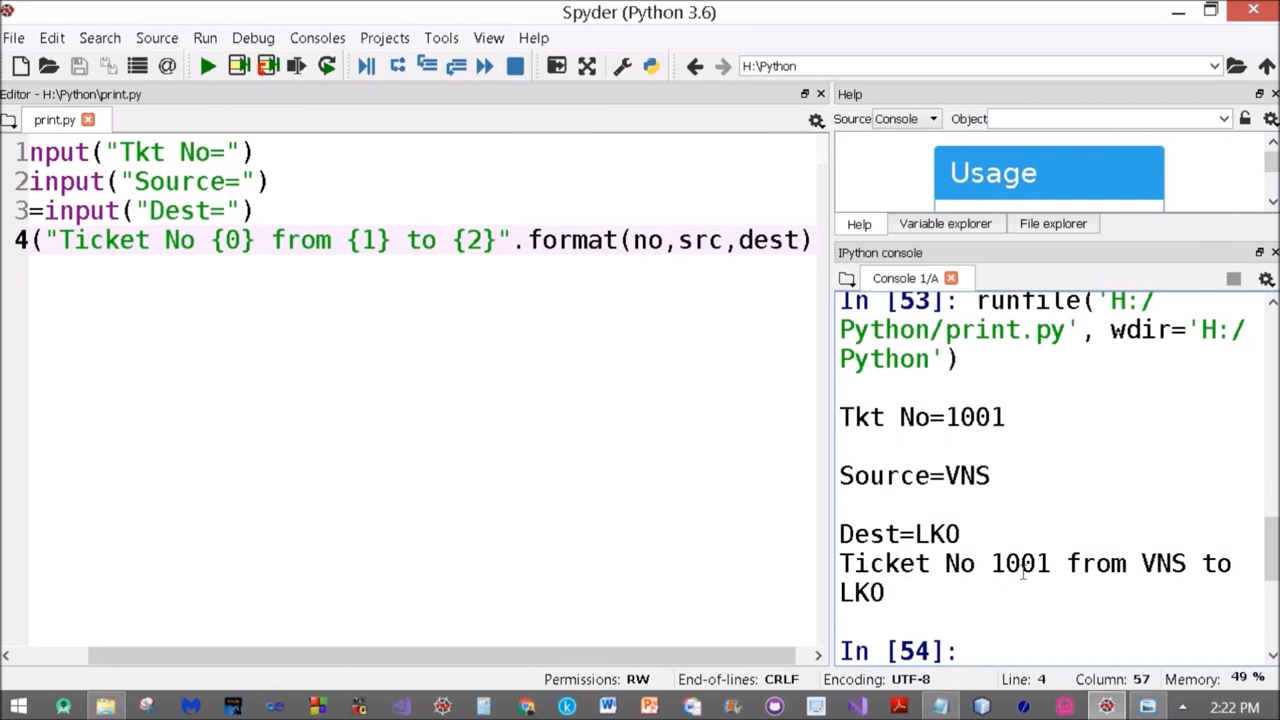 Spyder (Python 3.6)
File Edit Search Source Run Debug Consoles Projects Tools View Help
H:\Python
Editor - H:\Python\print.py
print.py
1nput("Tkt No=")
2input("Source=")
3=input("Dest=")
4("Ticket No {0} from {1} to {2}".format(no,src,dest)
Help
Source Console Object
Usage
Help Variable explorer File explorer
IPython console
Console 1/A
In [53]: runfile('H:/
Python/print.py', wdir='H:/
Python')
Tkt No=1001
Source=VNS
Dest=LKO
Ticket No 1001 from VNS to
LKO
In [54]:
Permissions: RW End-of-lines: CRLF Encoding: UTF-8 Line: 4 Column: 57 Memory: 49 %
2:22 PM